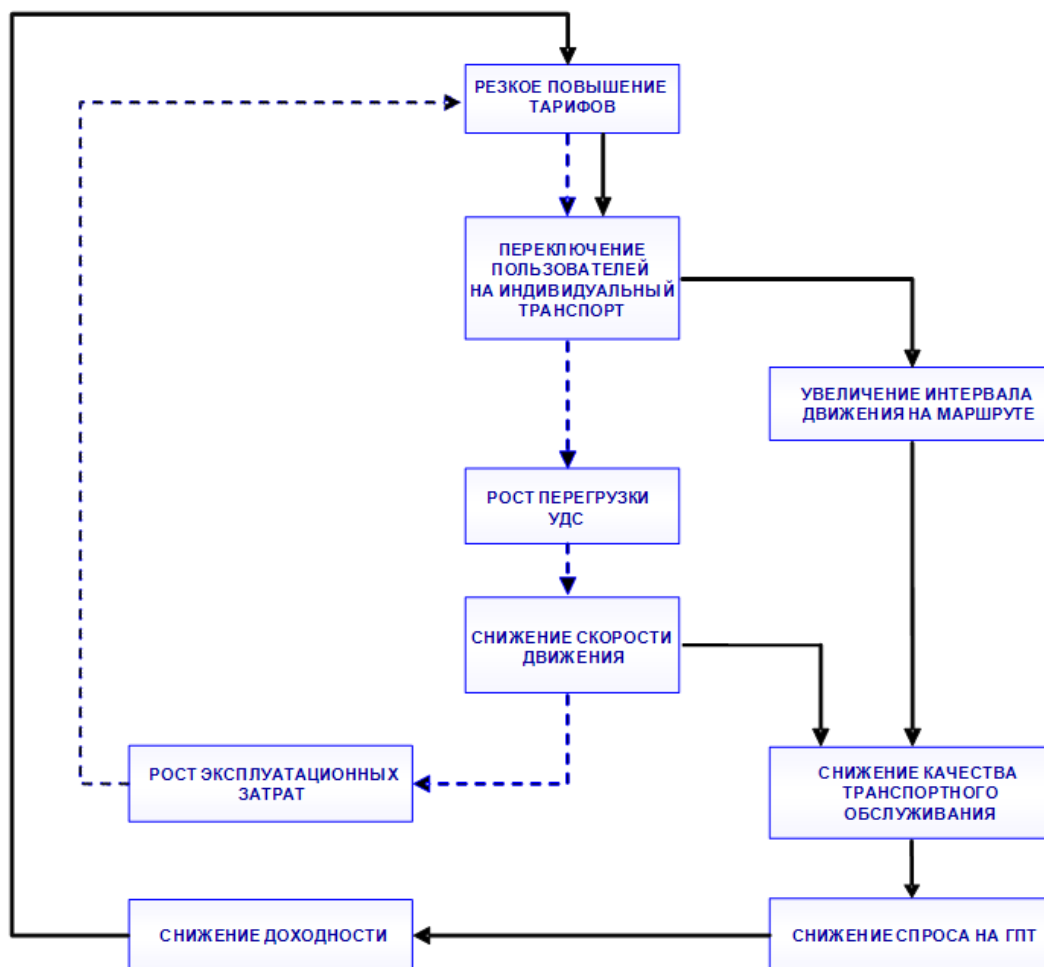 РЕЗКОЕ ПОВЫШЕНИЕ
ТАРИФОВ
ПЕРЕКЛЮЧЕНИЕ
ПОЛЬЗОВАТЕЛЕЙ
НА ИНДИВИДУАЛЬНЫЙ
ТРАНСПОРТ
УВЕЛИЧЕНИЕ ИНТЕРВАЛА
ДВИЖЕНИЯ НА МАРШРУТЕ
РОСТ ПЕРЕГРУЗКИ
УДС
СНИЖЕНИЕ СКОРОСТИ
ДВИЖЕНИЯ
РОСТ ЭКСПЛУАТАЦИОННЫХ
ЗАТРАТ
СНИЖЕНИЕ КАЧЕСТВА
ТРАНСПОРТНОГО
ОБСЛУЖИВАНИЯ
СНИЖЕНИЕ ДОХОДНОСТИ
СНИЖЕНИЕ СПРОСА НА ГПТ